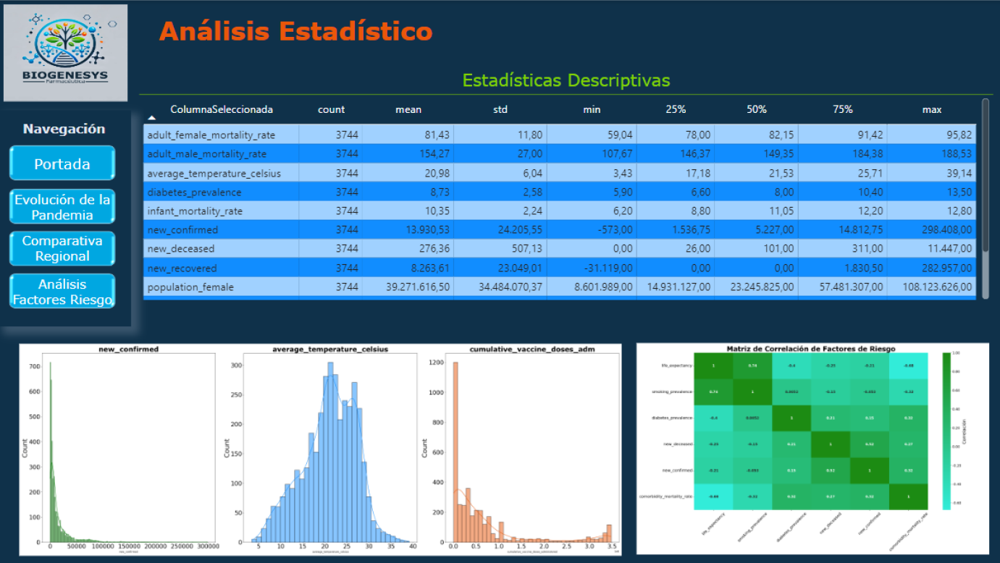 BIOGENESYS
Farmacéutica
Análisis Estadístico
Estadísticas Descriptivas
Navegación
Portada
Evolución de la
Pandemia
Comparativa
Regional
Análisis
Factores Riesgo
ColumnaSeleccionada count mean std min 25% 50% 75% max
adult_female_mortality_rate 3744 81,43 11,80 59,04 78,00 82,15 91,42 95,82
adult_male_mortality_rate 3744 154,27 27,00 107,67 146,37 149,35 184,38 188,53
average_temperature_celsius 3744 20,98 6,04 3,43 17,18 21,53 25,71 39,14
diabetes_prevalence 3744 8,73 2,58 5,90 6,60 8,00 10,40 13,50
infant_mortality_rate 3744 10,35 2,24 6,20 8,80 11,05 12,20 12,80
new_confirmed 3744 13.930,53 24.205,55 -573,00 1.536,75 5.227,00 14.812,75 298.408,00
new_deceased 3744 276,36 507,13 0,00 26,00 101,00 311,00 11.447,00
new_recovered 3744 8.263,61 23.049,01 -31.119,00 0,00 0,00 1.830,50 282.957,00
population_female 3744 39.271.616,50 34.484.070,37 8.601.989,00 14.931.127,00 23.245.825,00 57.481.307,00 108.123.626,00
new_confirmed
Count
700
600
500
400
300
200
100
0
0 50000 100000 150000 200000 250000 300000
new_confirmed
average_temperature_celsius
Count
300
250
200
150
100
50
0
5 10 15 20 25 30 35 40
average_temperature_celsius
cumulative_vaccine_doses_adm
Count
1200
1000
800
600
400
200
0
0.0 0.5 1.0 1.5 2.0 2.5 3.0 3.5
cumulative_vaccine_doses_administered
Matriz de Correlación de Factores de Riesgo
life_expectancy 1 0.74 -0.4 -0.25 -0.21 -0.68
smoking_prevalence 0.74 1 0.0052 -0.15 -0.32
diabetes_prevalence -0.4 0.0052 1 0.21 0.15 0.32
new_deceased 0.21 1 0.52 0.27
new_confirmed -0.21 0.15 0.52 1 0.32
comorbidity_mortality_rate -0.68 -0.32 0.32 0.27 0.32 1
life_expectancy smoking_prevalence diabetes_prevalence new_deceased new_confirmed comorbidity_mortality_rate
1.00
0.80
0.60
0.40
0.20
0.00
-0.20
-0.40
-0.60
Correlación